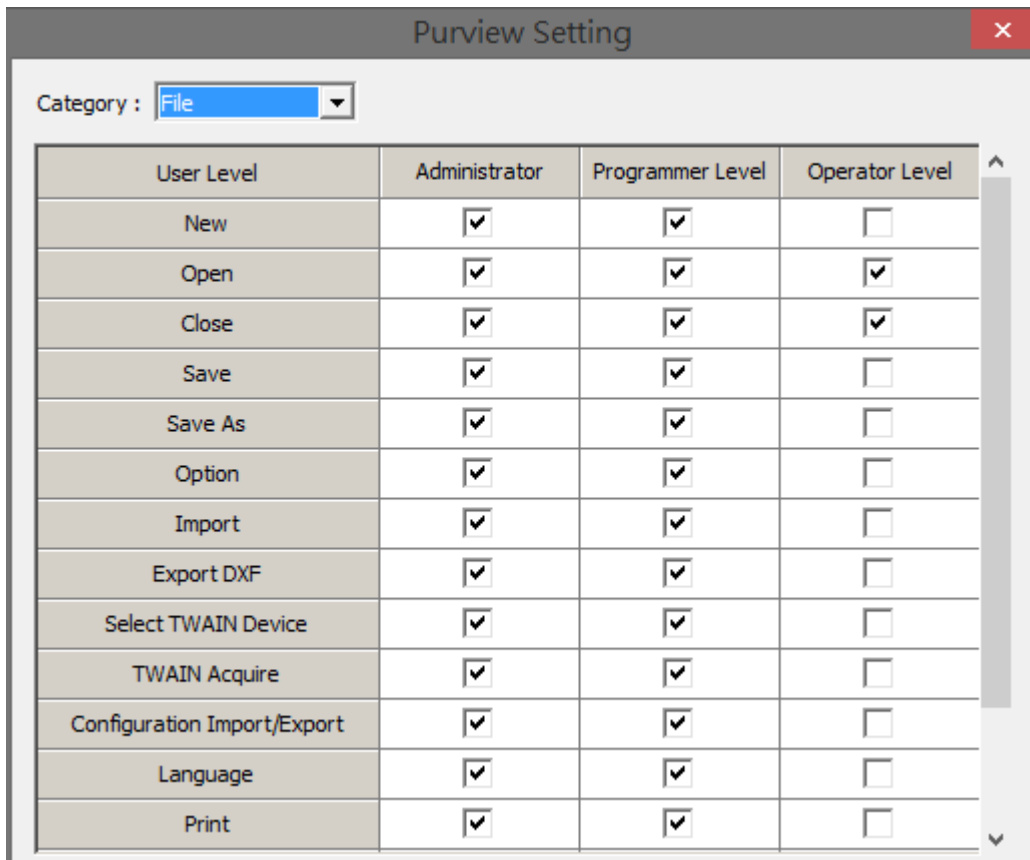 Purview Setting
Category : File
User Level Administrator Programmer Level Operator Level
New
Open
Close
Save
Save As
Option
Import
Export DXF
Select TWAIN Device
TWAIN Acquire
Configuration Import/Export
Language
Print